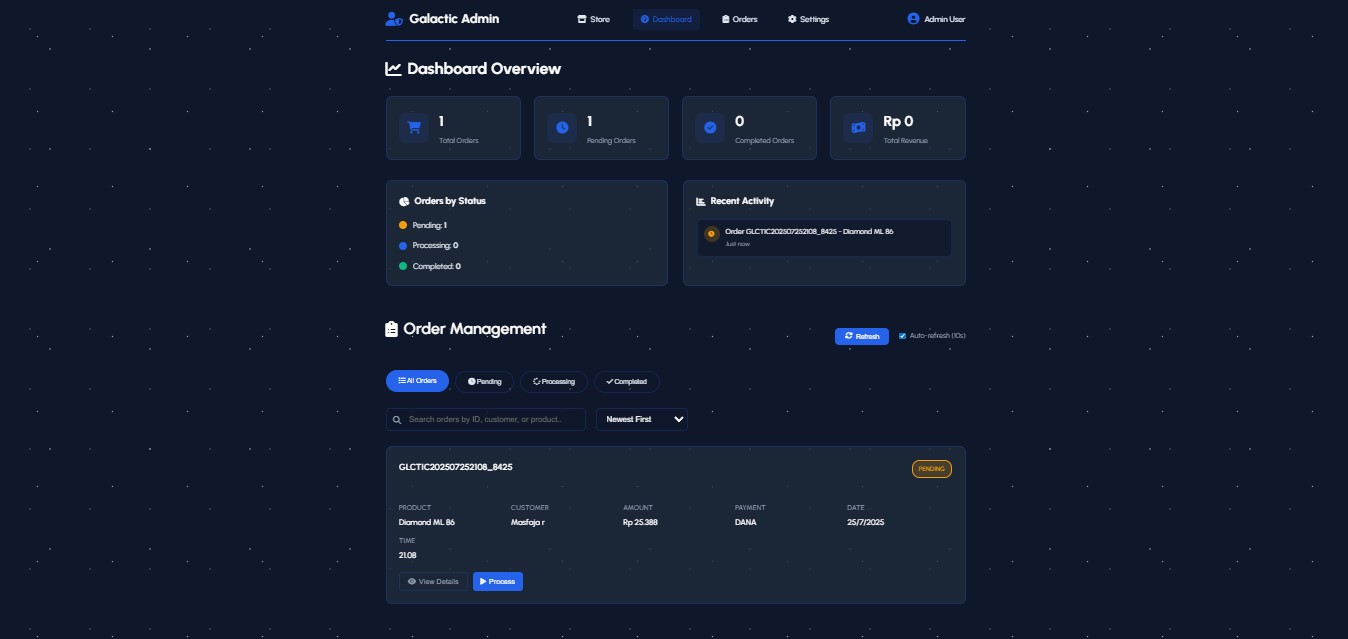 Galactic Admin
Store
Dashboard
Orders
Settings
Admin User
Dashboard Overview
1
Total Orders
1
Pending Orders
0
Completed Orders
Rp 0
Total Revenue
Orders by Status
Pending: 1
Processing: 0
Completed: 0
Recent Activity
Order GLCTIC202507252108_8425 - Diamond ML 86
Just now
Order Management
Refresh
Auto-refresh (10s)
All Orders
Pending
Processing
Completed
Search orders by ID, customer, or product..
Newest First
GLCTIC202507252108_8425
PENDING
PRODUCT
Diamond ML 86
CUSTOMER
Masfaja r
AMOUNT
Rp 25.388
PAYMENT
DANA
DATE
25/7/2025
TIME
21.08
View Details
Process